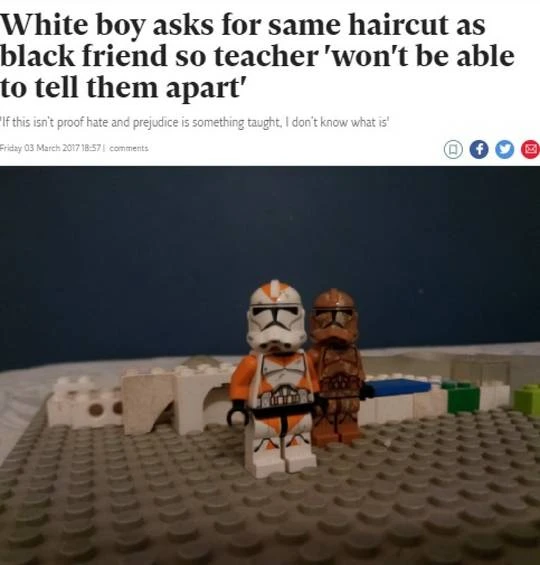 White boy asks for same haircut as
black friend so teacher 'won't be able
to tell them apart'
'If this isn't proof hate and prejudice is something taught, I don't know what is'
Friday 03 March 2017 18:57 | comments